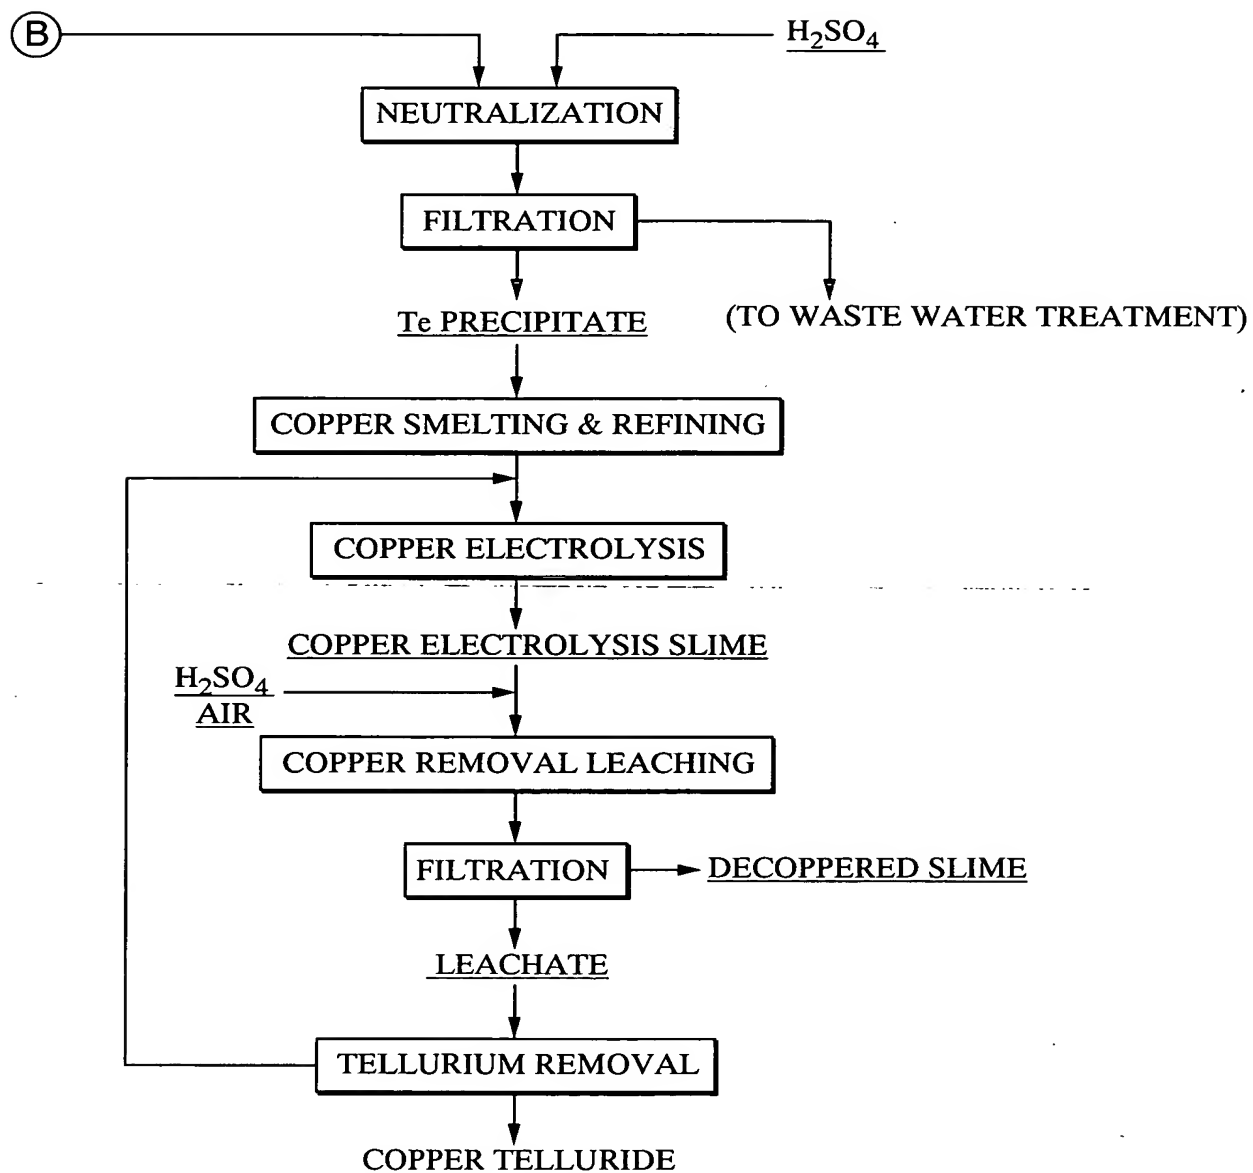 B
H₂SO₄
NEUTRALIZATION
FILTRATION
Te PRECIPITATE
(TO WASTE WATER TREATMENT)
COPPER SMELTING & REFINING
COPPER ELECTROLYSIS
COPPER ELECTROLYSIS SLIME
H₂SO₄
AIR
COPPER REMOVAL LEACHING
FILTRATION
DECOPPERED SLIME
LEACHATE
TELLURIUM REMOVAL
COPPER TELLURIDE